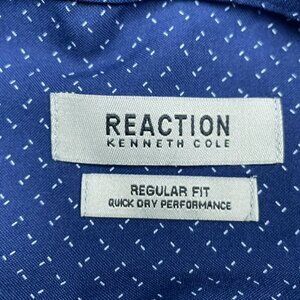 REACTION
KENNETH COLE
REGULAR FIT
QUICK DRY PERFORMANCE